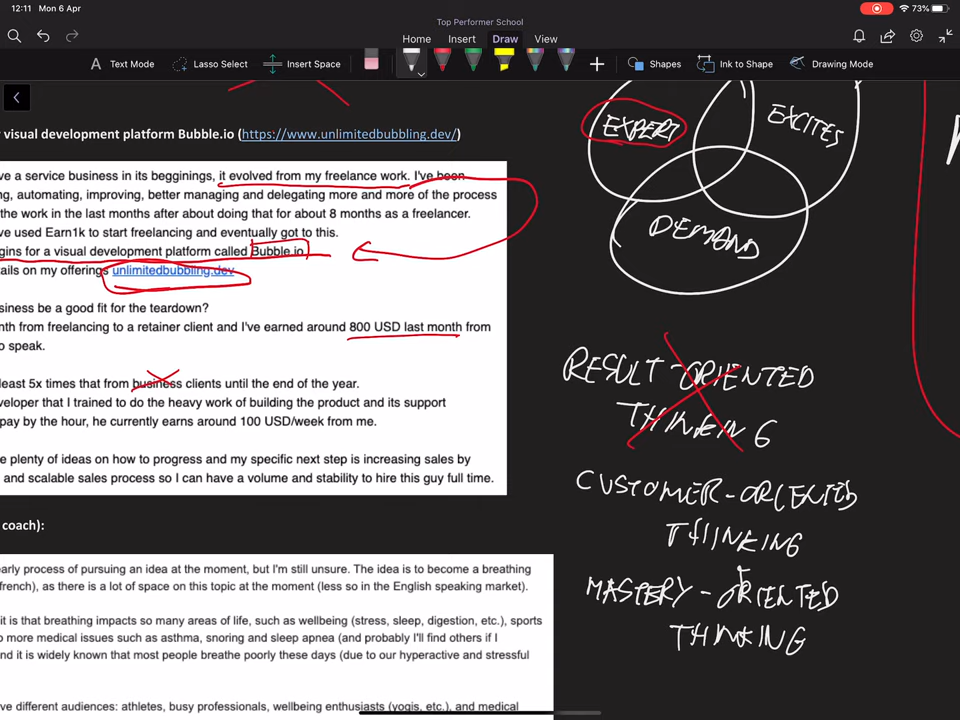 12:11 Mon 6 Apr
73%
Top Performer School
Home Insert Draw View
Text Mode Lasso Select Insert Space Shapes Ink to Shape Drawing Mode
visual development platform Bubble.io (https://www.unlimitedbubbling.dev/)
ve a service business in its begginings, it evolved from my freelance work. I've been
ng, automating, improving, better managing and delegating more and more of the process
the work in the last months after about doing that for about 8 months as a freelancer.
ve used Earn1k to start freelancing and eventually got to this.
gins for a visual development platform called Bubble.io
ails on my offerings unlimitedbubbling.dev
siness be a good fit for the teardown?
nth from freelancing to a retainer client and I've earned around 800 USD last month from
o speak.
least 5x times that from business clients until the end of the year.
veloper that I trained to do the heavy work of building the product and its support
pay by the hour, he currently earns around 100 USD/week from me.
e plenty of ideas on how to progress and my specific next step is increasing sales by
and scalable sales process so I can have a volume and stability to hire this guy full time.
coach):
early process of pursuing an idea at the moment, but I'm still unsure. The idea is to become a breathing
french), as there is a lot of space on this topic at the moment (less so in the English speaking market).
it is that breathing impacts so many areas of life, such as wellbeing (stress, sleep, digestion, etc.), sports
o more medical issues such as asthma, snoring and sleep apnea (and probably I'll find others if I
nd it is widely known that most people breathe poorly these days (due to our hyperactive and stressful
ve different audiences: athletes, busy professionals, wellbeing enthusiasts (yogis, etc.), and medical
EXPERT
EXCITES
DEMAND
RESULT-ORIENTED
THINKING
CUSTOMER-ORIENTED
THINKING
MASTERY-ORIENTED
THINKING